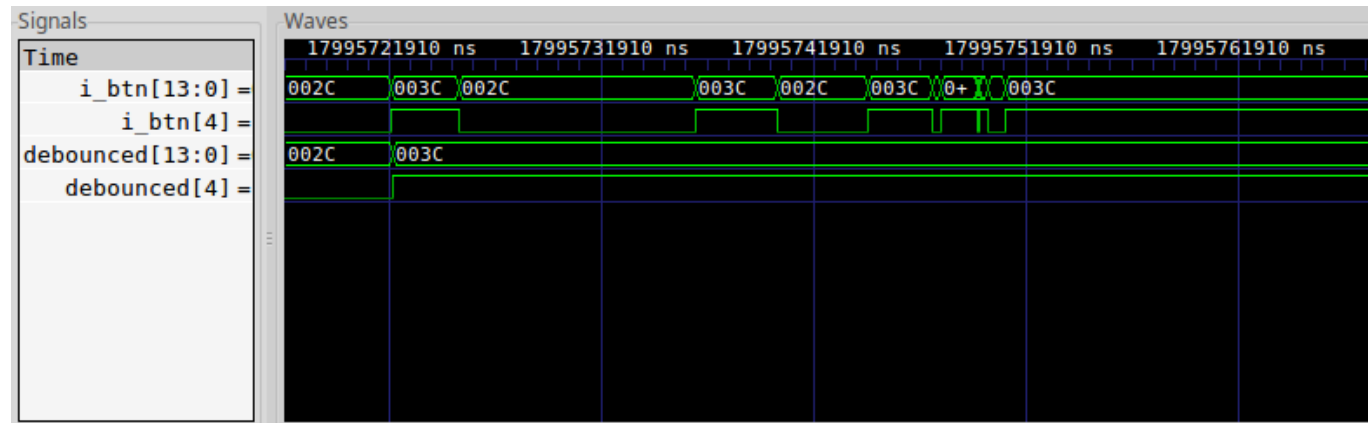 Signals
Waves
Time
17995721910 ns 17995731910 ns 17995741910 ns 17995751910 ns 17995761910 ns
i_btn[13:0] =
002C 003C 002C 003C 002C 003C 0+ 003C
i_btn[4] =
debounced[13:0] =
002C 003C
debounced[4] =